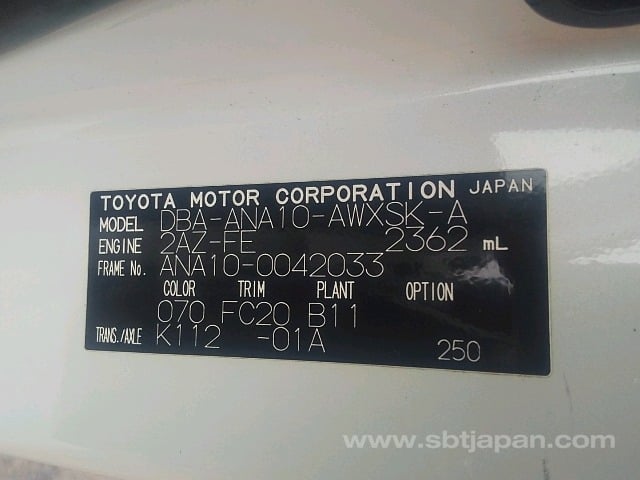 TOYOTA MOTOR CORPORATION JAPAN
MODEL DBA-ANA10-AWXSK-A
ENGINE 2AZ-FE 2362 mL
FRAME No. ANA10-0042033
COLOR TRIM PLANT OPTION
070 FC20 B11
TRANS./AXLE K112 -01A 250
www.sbtjapan.com